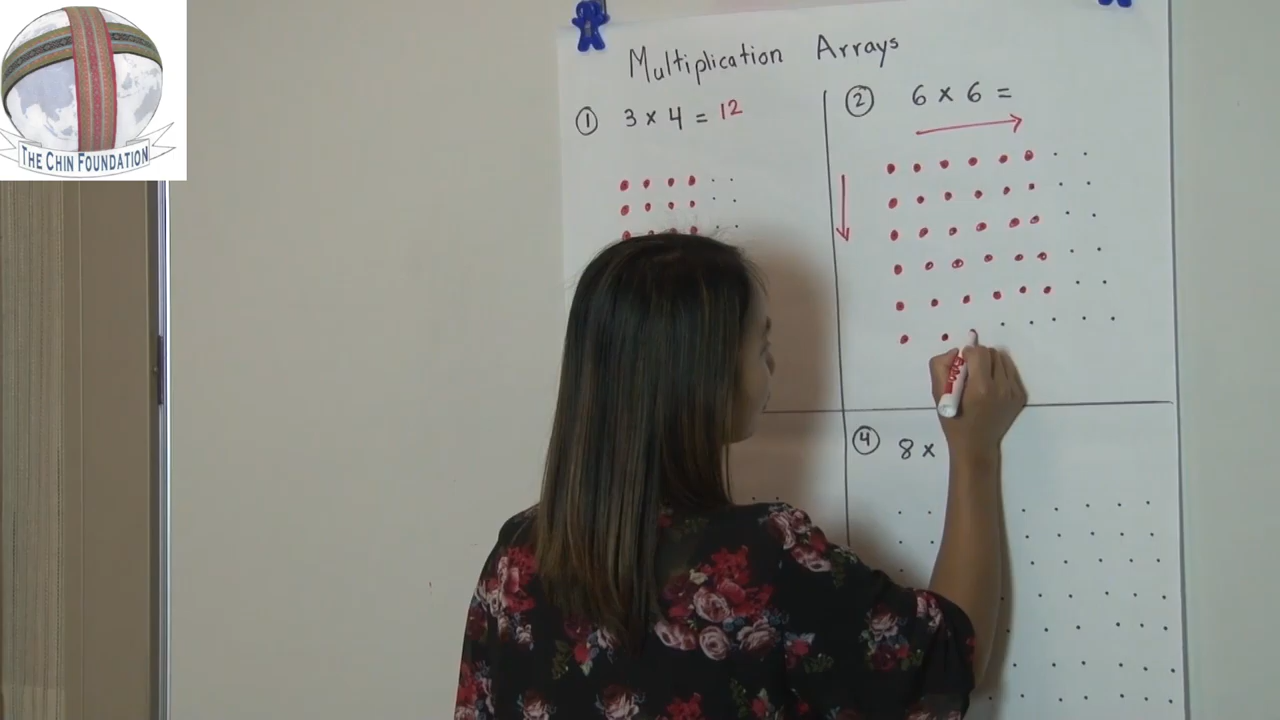 THE CHIN FOUNDATION
Multiplication Arrays
① 3 x 4 = 12
② 6 x 6 =
④ 8 x